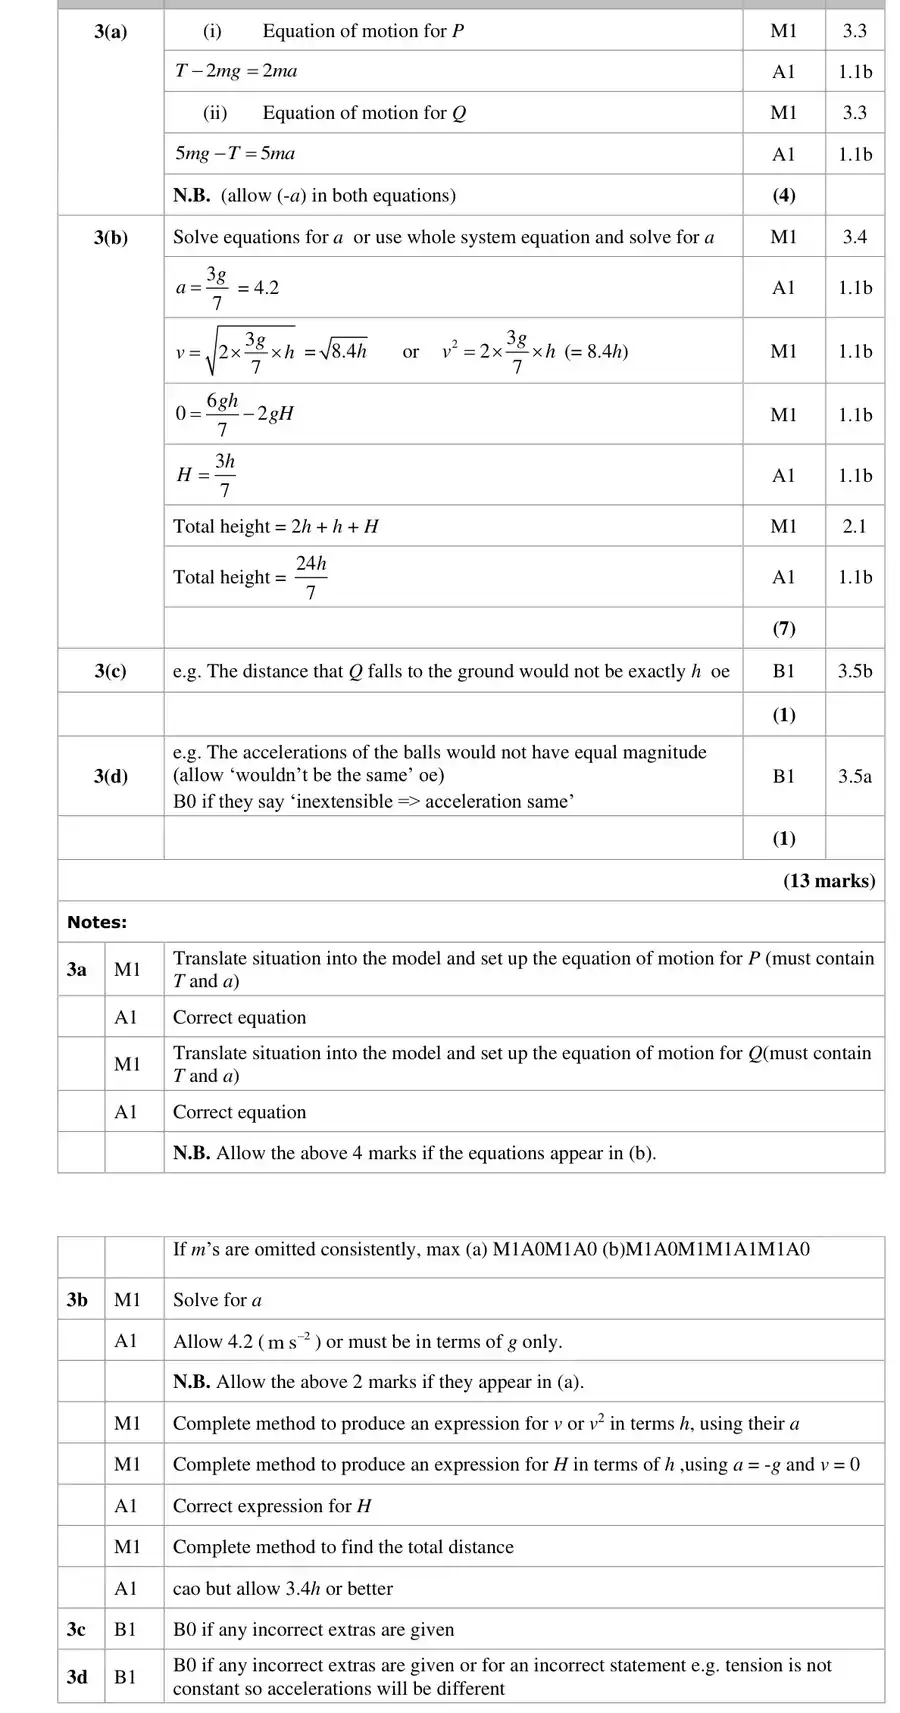 3(a) (i) Equation of motion for P M1 3.3
T − 2mg = 2ma A1 1.1b
(ii) Equation of motion for Q M1 3.3
5mg − T = 5ma A1 1.1b
N.B. (allow (-a) in both equations) (4)
3(b) Solve equations for a or use whole system equation and solve for a M1 3.4
a = 3g/7 = 4.2 A1 1.1b
v = √(2 × 3g/7 × h) = √8.4h or v² = 2 × 3g/7 × h (= 8.4h) M1 1.1b
0 = 6gh/7 − 2gH M1 1.1b
H = 3h/7 A1 1.1b
Total height = 2h + h + H M1 2.1
Total height = 24h/7 A1 1.1b
(7)
3(c) e.g. The distance that Q falls to the ground would not be exactly h oe B1 3.5b
(1)
e.g. The accelerations of the balls would not have equal magnitude
3(d) (allow ‘wouldn’t be the same’ oe) B1 3.5a
B0 if they say ‘inextensible => acceleration same’
(1)
(13 marks)
Notes:
3a M1 Translate situation into the model and set up the equation of motion for P (must contain
T and a)
A1 Correct equation
M1 Translate situation into the model and set up the equation of motion for Q(must contain
T and a)
A1 Correct equation
N.B. Allow the above 4 marks if the equations appear in (b).
If m’s are omitted consistently, max (a) M1A0M1A0 (b)M1A0M1M1A1M1A0
3b M1 Solve for a
A1 Allow 4.2 (m s⁻²) or must be in terms of g only.
N.B. Allow the above 2 marks if they appear in (a).
M1 Complete method to produce an expression for v or v² in terms h, using their a
M1 Complete method to produce an expression for H in terms of h ,using a = -g and v = 0
A1 Correct expression for H
M1 Complete method to find the total distance
A1 cao but allow 3.4h or better
3c B1 B0 if any incorrect extras are given
3d B1 B0 if any incorrect extras are given or for an incorrect statement e.g. tension is not
constant so accelerations will be different